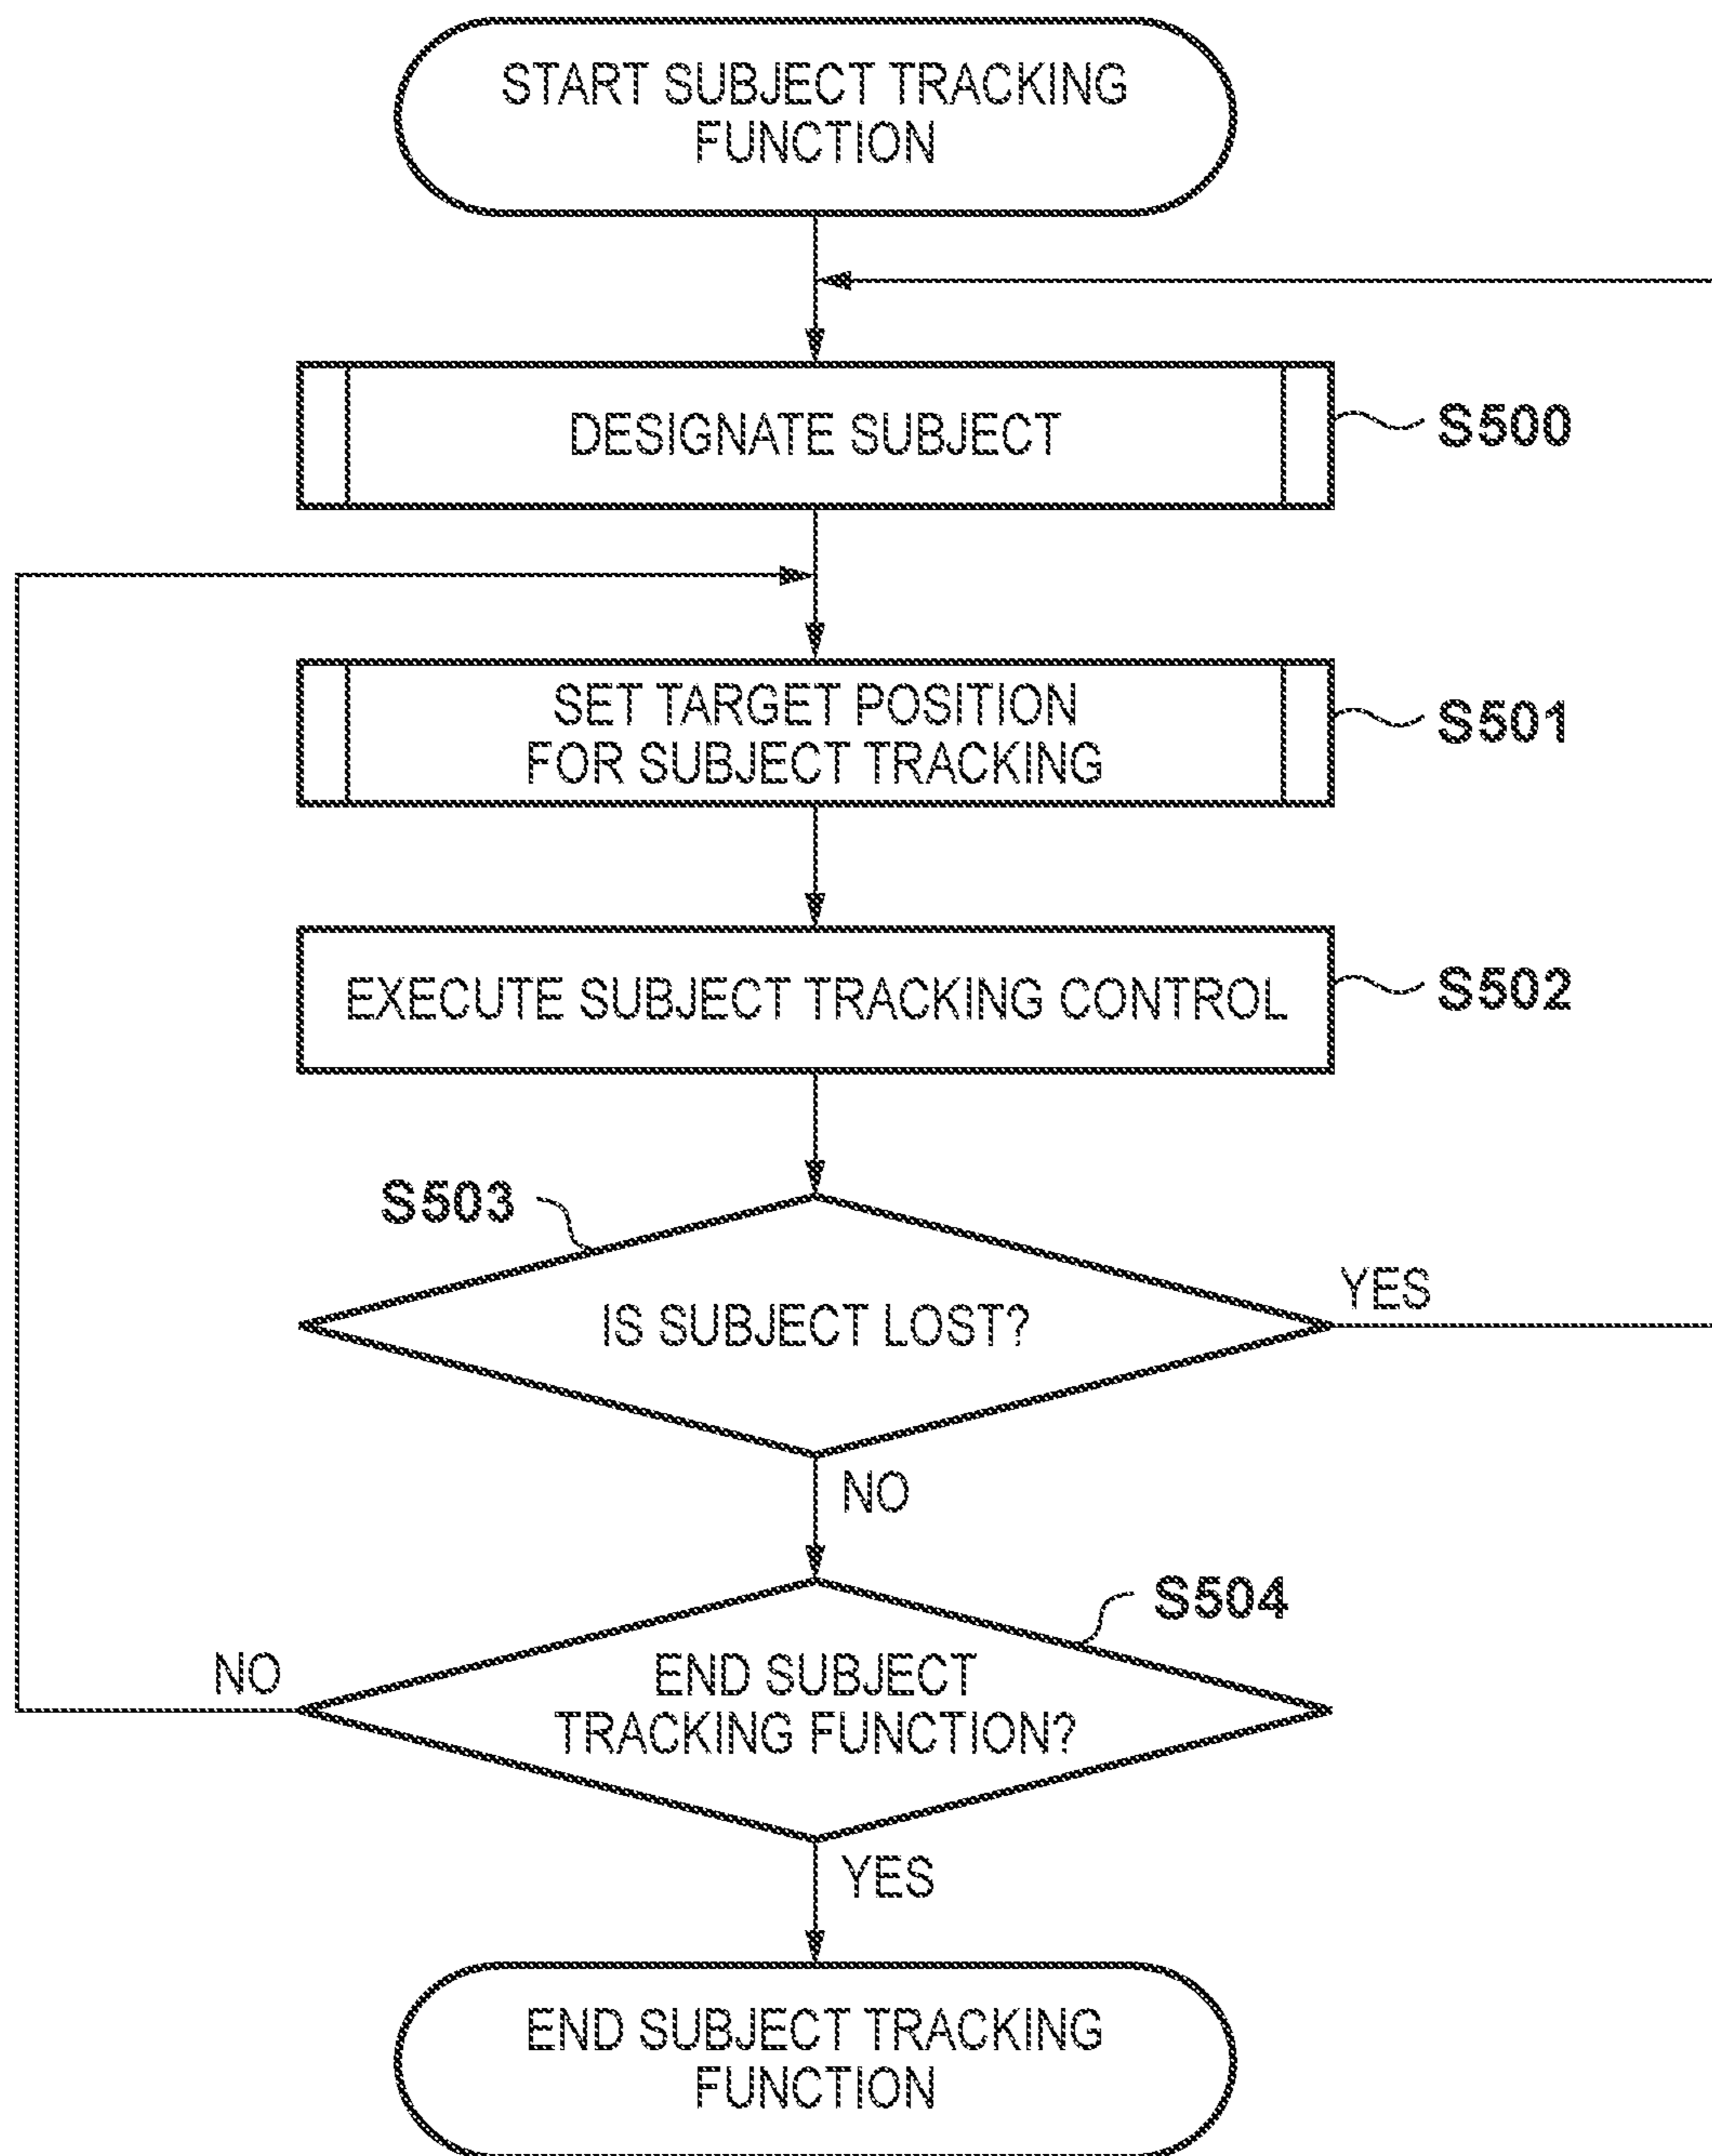 START SUBJECT TRACKING
FUNCTION
DESIGNATE SUBJECT
S500
SET TARGET POSITION
FOR SUBJECT TRACKING
S501
EXECUTE SUBJECT TRACKING CONTROL
S502
S503
IS SUBJECT LOST?
YES
NO
S504
END SUBJECT
TRACKING FUNCTION?
NO
YES
END SUBJECT TRACKING
FUNCTION